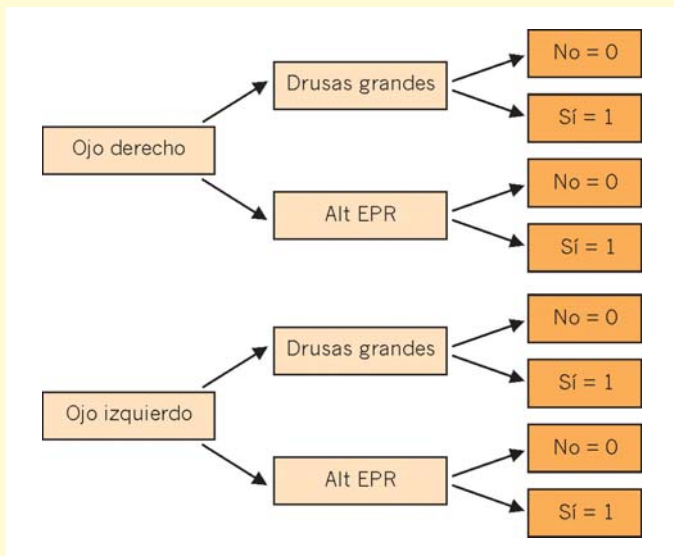 No = 0
Drusas grandes
Sí = 1
Ojo derecho
No = 0
Alt EPR
Sí = 1
No = 0
Drusas grandes
Sí = 1
Ojo izquierdo
No = 0
Alt EPR
Sí = 1